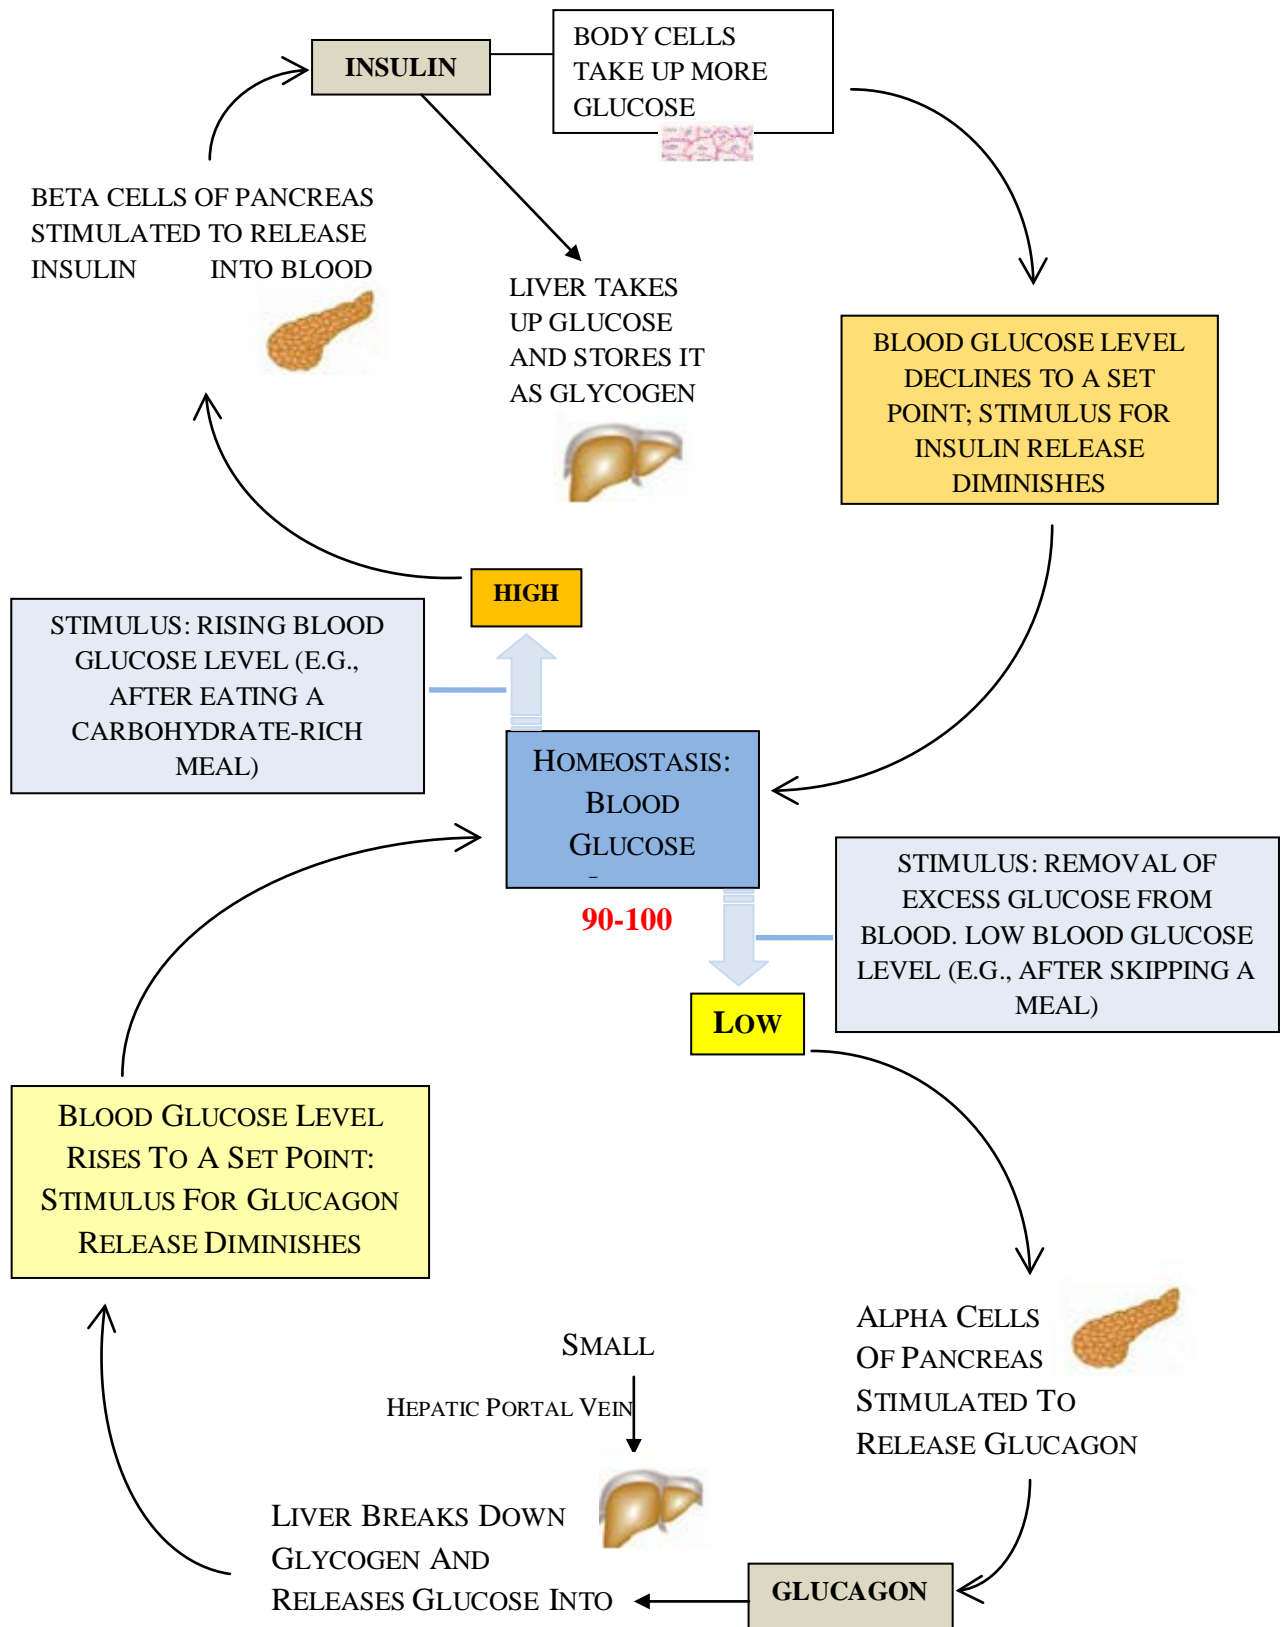 INSULIN
BODY CELLS
TAKE UP MORE
GLUCOSE
BETA CELLS OF PANCREAS
STIMULATED TO RELEASE
INSULIN INTO BLOOD
LIVER TAKES
UP GLUCOSE
AND STORES IT
AS GLYCOGEN
BLOOD GLUCOSE LEVEL
DECLINES TO A SET
POINT; STIMULUS FOR
INSULIN RELEASE
DIMINISHES
HIGH
STIMULUS: RISING BLOOD
GLUCOSE LEVEL (E.G.,
AFTER EATING A
CARBOHYDRATE-RICH
MEAL)
HOMEOSTASIS:
BLOOD
GLUCOSE
90-100
STIMULUS: REMOVAL OF
EXCESS GLUCOSE FROM
BLOOD. LOW BLOOD GLUCOSE
LEVEL (E.G., AFTER SKIPPING A
MEAL)
LOW
BLOOD GLUCOSE LEVEL
RISES TO A SET POINT:
STIMULUS FOR GLUCAGON
RELEASE DIMINISHES
ALPHA CELLS
OF PANCREAS
STIMULATED TO
RELEASE GLUCAGON
SMALL
HEPATIC PORTAL VEIN
LIVER BREAKS DOWN
GLYCOGEN AND
RELEASES GLUCOSE INTO
GLUCAGON